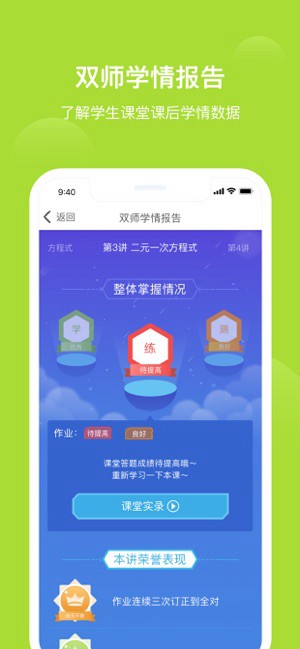 双师学情报告
了解学生课堂课后学情数据
9:40
返回
双师学情报告
方程式
第3讲 二元一次方程式
第4讲
整体掌握情况
学
练
测
待提高
作业：
待提高
良好
课堂答题成绩待提高哦～
重新学习一下本课～
课堂实录
本讲荣誉表现
作业连续三次订正到全对